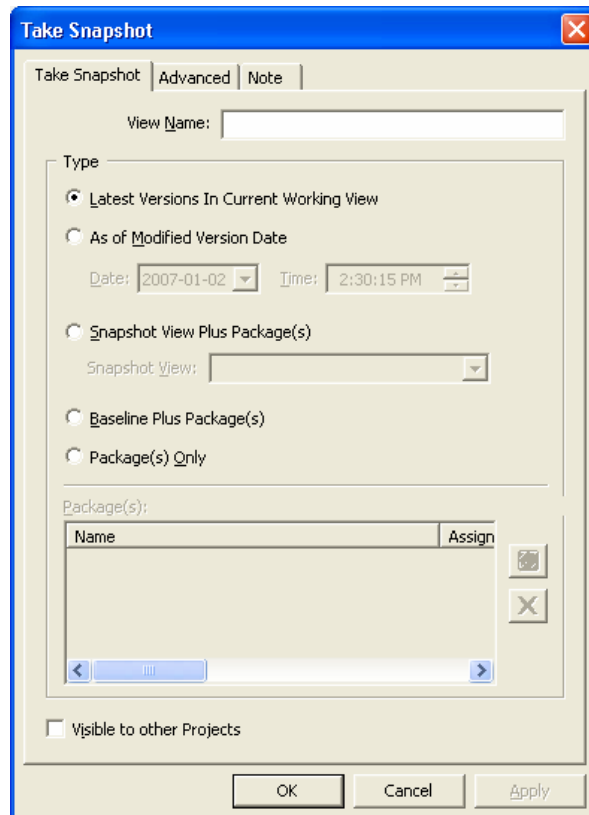 Take Snapshot
Take Snapshot Advanced Note
View Name:
Type
Latest Versions In Current Working View
As of Modified Version Date
Date: 2007-01-02 Time: 2:30:15 PM
Snapshot View Plus Package(s)
Snapshot View:
Baseline Plus Package(s)
Package(s) Only
Package(s):
Name Assign
Visible to other Projects
OK Cancel Apply